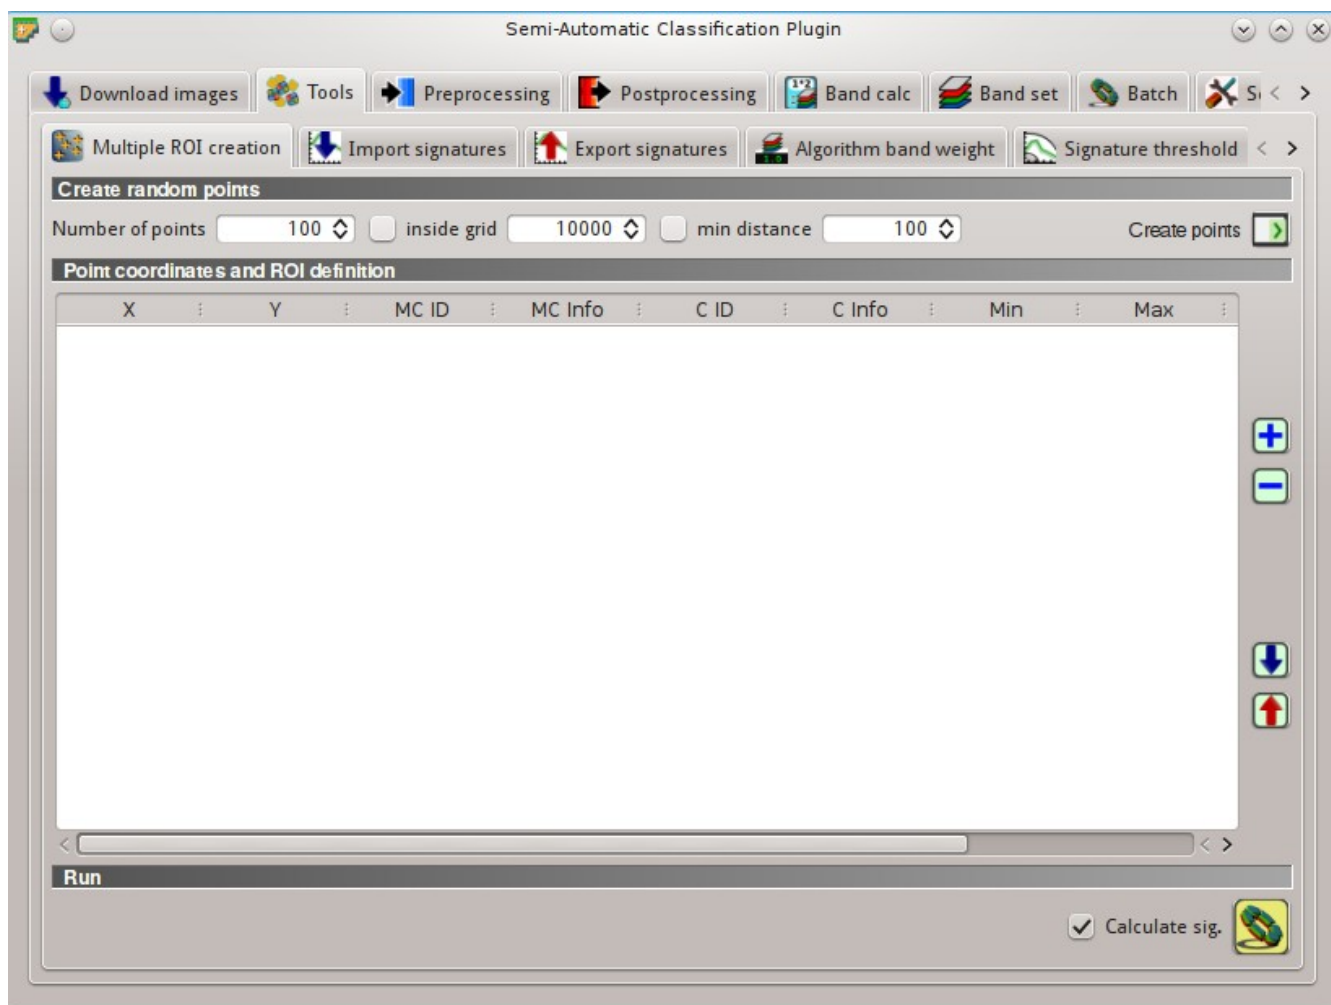 Semi-Automatic Classification Plugin
Download images Tools Preprocessing Postprocessing Band calc Band set Batch
Multiple ROI creation Import signatures Export signatures Algorithm band weight Signature threshold
Create random points
Number of points 100 inside grid 10000 min distance 100 Create points
Point coordinates and ROI definition
X Y MC ID MC Info C ID C Info Min Max
Run
Calculate sig.